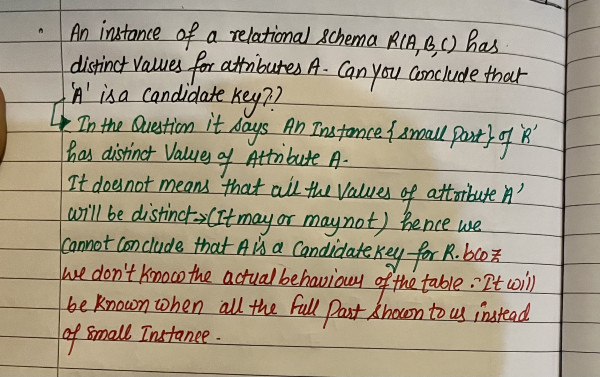 An instance of a relational schema R(A,B,C) has
distinct values for attributes A. Can you conclude that
'A' is a candidate key??
In the Question it says An Instance {small part} of 'R'
has distinct Values of Attribute A.
It doesnot means that all the Values of attribute 'A'
will be distinct->(It may or may not) hence we
Cannot Conclude that A is a Candidate key for R. bcoz
we don't know the actual behaviour of the table ∴ It will
be known when all the full Part shown to us instead
of small Instance.